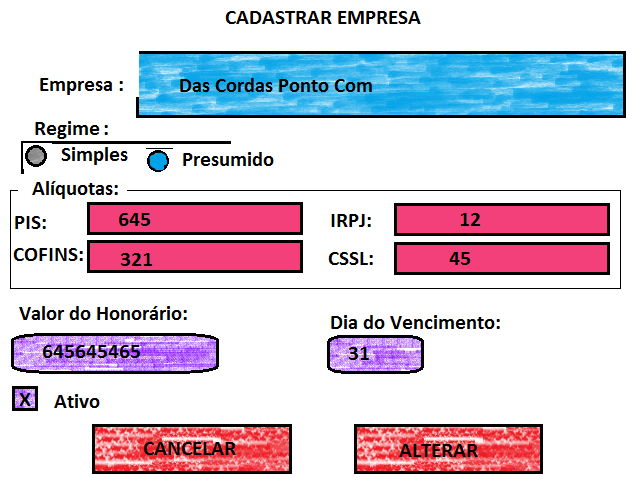 CADASTRAR EMPRESA
Empresa : Das Cordas Ponto Com
Regime :
Simples Presumido
Alíquotas:
PIS: 645 IRPJ: 12
COFINS: 321 CSSL: 45
Valor do Honorário: Dia do Vencimento:
645645465 31
X Ativo
CANCELAR ALTERAR